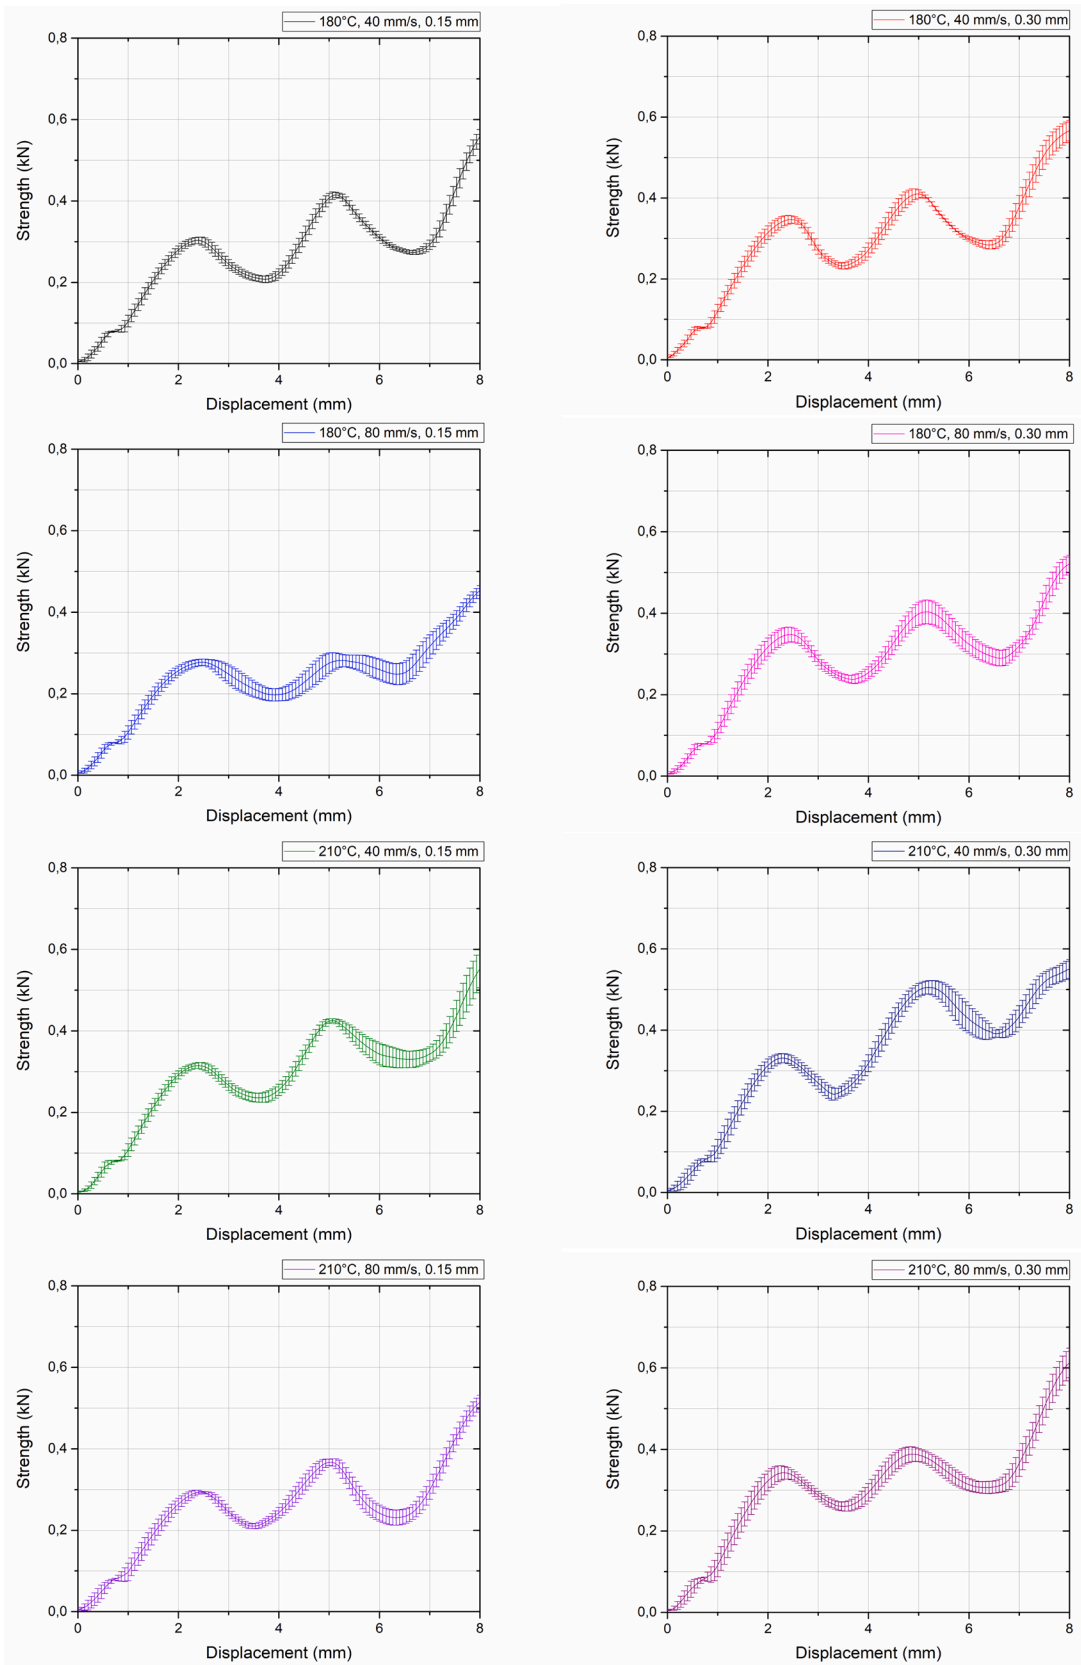 180°C, 40 mm/s, 0.15 mm
0,8
0,6
0,4
0,2
0,0
Strength (kN)
0 2 4 6 8
Displacement (mm)
180°C, 40 mm/s, 0.30 mm
0,8
0,6
0,4
0,2
0,0
Strength (kN)
0 2 4 6 8
Displacement (mm)
180°C, 80 mm/s, 0.15 mm
0,8
0,6
0,4
0,2
0,0
Strength (kN)
0 2 4 6 8
Displacement (mm)
180°C, 80 mm/s, 0.30 mm
0,8
0,6
0,4
0,2
0,0
Strength (kN)
0 2 4 6 8
Displacement (mm)
210°C, 40 mm/s, 0.15 mm
0,8
0,6
0,4
0,2
0,0
Strength (kN)
0 2 4 6 8
Displacement (mm)
210°C, 40 mm/s, 0.30 mm
0,8
0,6
0,4
0,2
0,0
Strength (kN)
0 2 4 6 8
Displacement (mm)
210°C, 80 mm/s, 0.15 mm
0,8
0,6
0,4
0,2
0,0
Strength (kN)
0 2 4 6 8
Displacement (mm)
210°C, 80 mm/s, 0.30 mm
0,8
0,6
0,4
0,2
0,0
Strength (kN)
0 2 4 6 8
Displacement (mm)